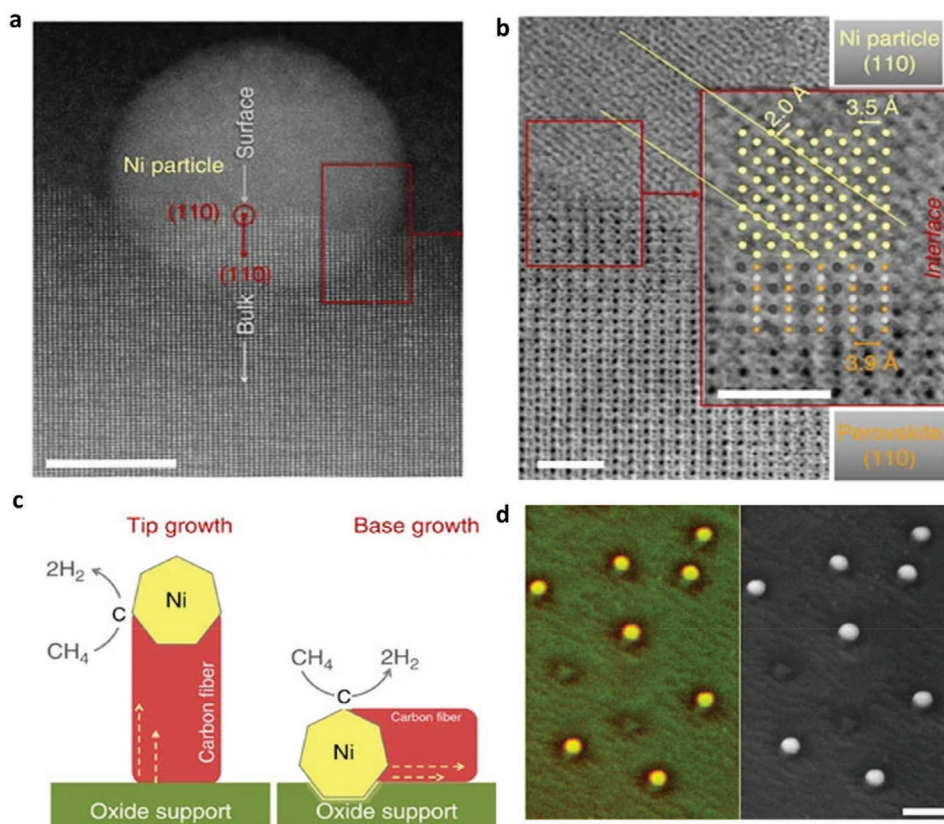 a
Surface
Ni particle
(110)
(110)
Bulk
b
Ni particle
(110)
2.0 Å
3.5 Å
Interface
3.9 Å
Perovskite
(110)
c
Tip growth
Base growth
2H₂
Ni
C
CH₄
Carbon fiber
CH₄
2H₂
C
Carbon fiber
Ni
Oxide support
Oxide support
d